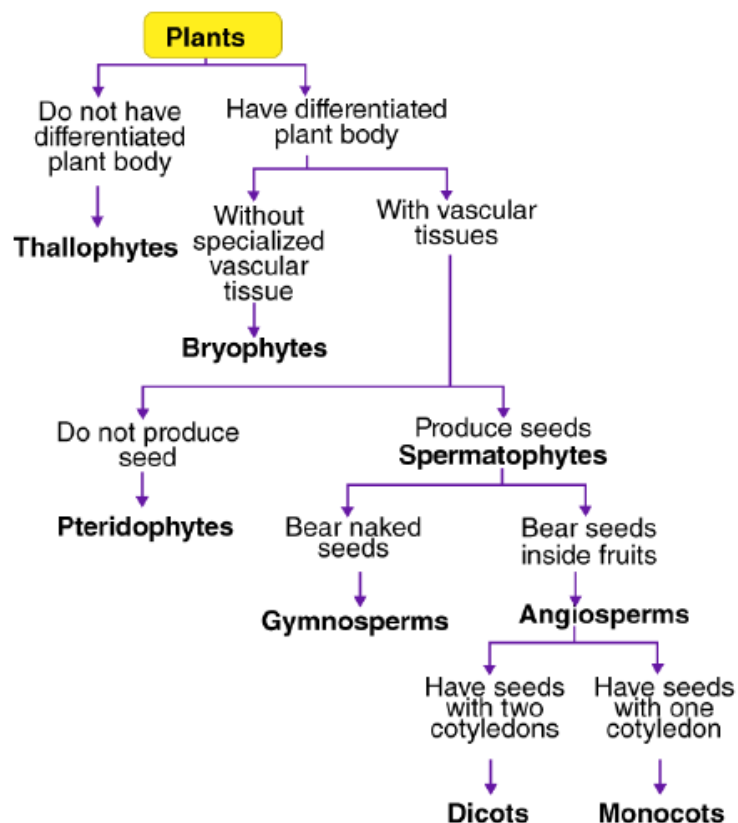 Plants
Do not have
differentiated
plant body
Have differentiated
plant body
Thallophytes
Without
specialized
vascular
tissue
With vascular
tissues
Bryophytes
Do not produce
seed
Produce seeds
Spermatophytes
Pteridophytes
Bear naked
seeds
Bear seeds
inside fruits
Gymnosperms
Angiosperms
Have seeds
with two
cotyledons
Have seeds
with one
cotyledon
Dicots
Monocots